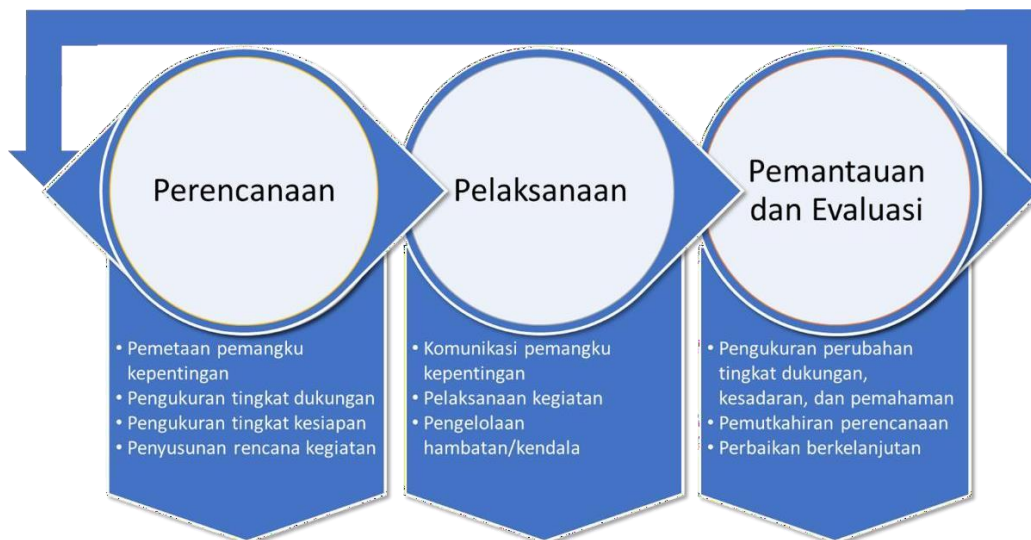 Perencanaan
• Pemetaan pemangku
kepentingan
• Pengukuran tingkat dukungan
• Pengukuran tingkat kesiapan
• Penyusunan rencana kegiatan
Pelaksanaan
• Komunikasi pemangku
kepentingan
• Pelaksanaan kegiatan
• Pengelolaan
hambatan/kendala
Pemantauan
dan Evaluasi
• Pengukuran perubahan
tingkat dukungan,
kesadaran, dan pemahaman
• Pemutkahiran perencanaan
• Perbaikan berkelanjutan